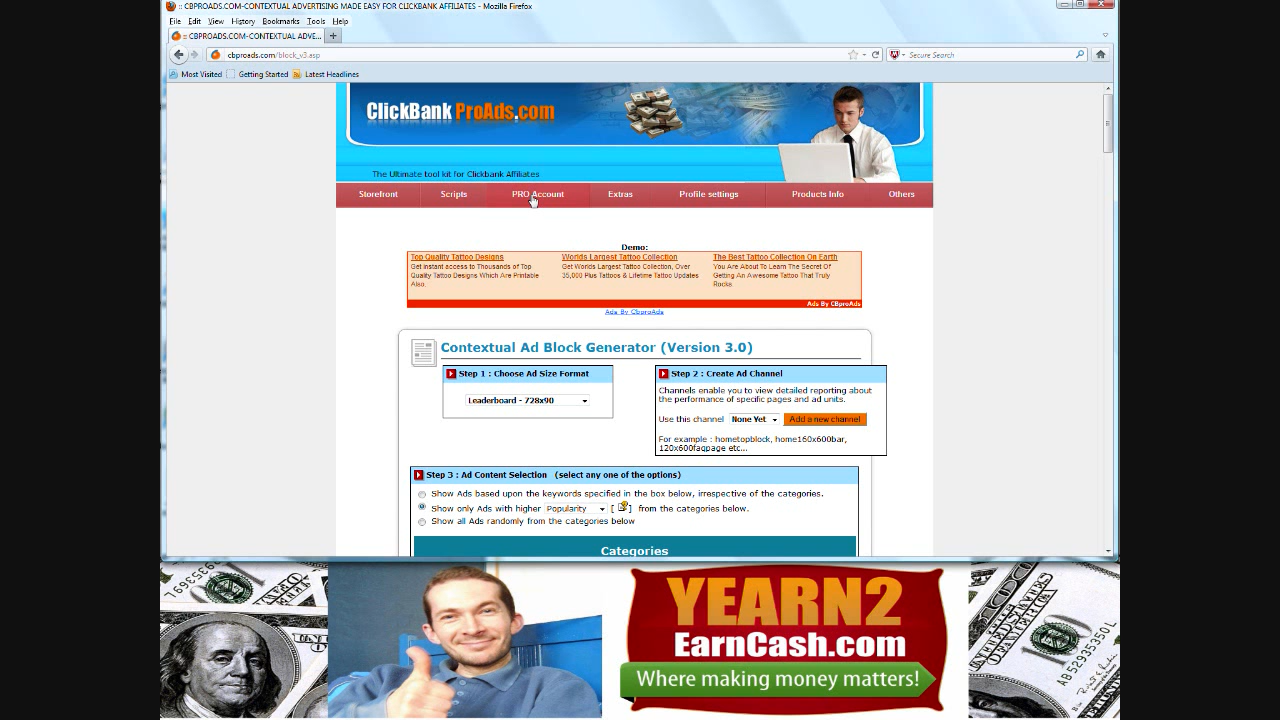 :: CBPROADS.COM-CONTEXTUAL ADVERTISING MADE EASY FOR CLICKBANK AFFILIATES - Mozilla Firefox
File Edit View History Bookmarks Tools Help
:: CBPROADS.COM-CONTEXTUAL ADVE... +
cbproads.com/block_v3.asp
Secure Search
Most Visited Getting Started Latest Headlines
ClickBank ProAds.com
The Ultimate tool kit for Clickbank Affiliates
Storefront Scripts PRO Account Extras Profile settings Products Info Others
Demo:
Top Quality Tattoo Designs
Get instant access to Thousands of Top
Quality Tattoo Designs Which Are Printable
Also.
Worlds Largest Tattoo Collection
Get Worlds Largest Tattoo Collection, Over
35,000 Plus Tattoos & Lifetime Tattoo Updates
The Best Tattoo Collection On Earth
You Are About To Learn The Secret Of
Getting An Awesome Tattoo That Truly
Rocks.
Ads By CBproAds
Ads By CBproAds
Contextual Ad Block Generator (Version 3.0)
Step 1 : Choose Ad Size Format
Leaderboard - 728x90
Step 2 : Create Ad Channel
Channels enable you to view detailed reporting about
the performance of specific pages and ad units.
Use this channel None Yet Add a new channel
For example : hometopblock, home160x600bar,
120x600faqpage etc...
Step 3 : Ad Content Selection (select any one of the options)
Show Ads based upon the keywords specified in the box below, irrespective of the categories.
Show only Ads with higher Popularity [ ? ] from the categories below.
Show all Ads randomly from the categories below
Categories
YEARN2
EarnCash.com
Where making money matters!